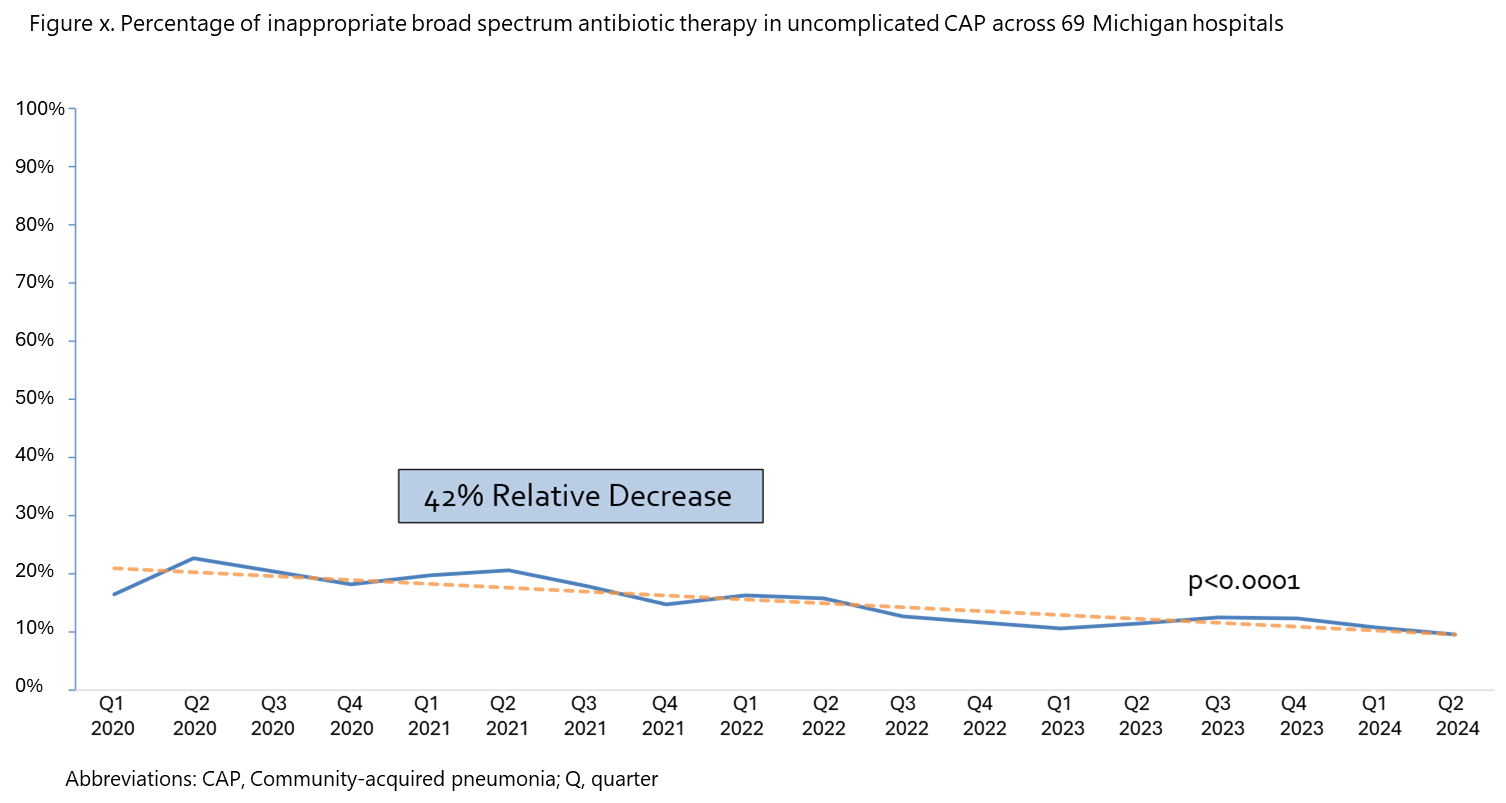 Figure x. Percentage of inappropriate broad spectrum antibiotic therapy in uncomplicated CAP across 69 Michigan hospitals
100%
90%
80%
70%
60%
50%
40%
30%
20%
10%
0%
42% Relative Decrease
p<0.0001
Q1 Q2 Q3 Q4 Q1 Q2 Q3 Q4 Q1 Q2 Q3 Q4 Q1 Q2 Q3 Q4 Q1 Q2
2020 2020 2020 2020 2021 2021 2021 2021 2022 2022 2022 2022 2023 2023 2023 2023 2024 2024
Abbreviations: CAP, Community-acquired pneumonia; Q, quarter